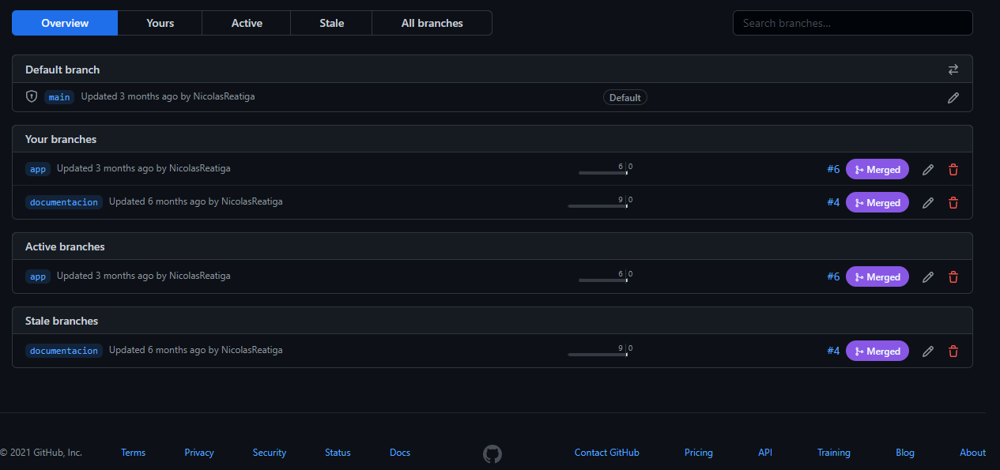 Overview Yours Active Stale All branches Search branches...
Default branch
main Updated 3 months ago by NicolasReatiga Default
Your branches
app Updated 3 months ago by NicolasReatiga 6 0 #6 Merged
documentacion Updated 6 months ago by NicolasReatiga 9 0 #4 Merged
Active branches
app Updated 3 months ago by NicolasReatiga 6 0 #6 Merged
Stale branches
documentacion Updated 6 months ago by NicolasReatiga 9 0 #4 Merged
© 2021 GitHub, Inc. Terms Privacy Security Status Docs Contact GitHub Pricing API Training Blog About